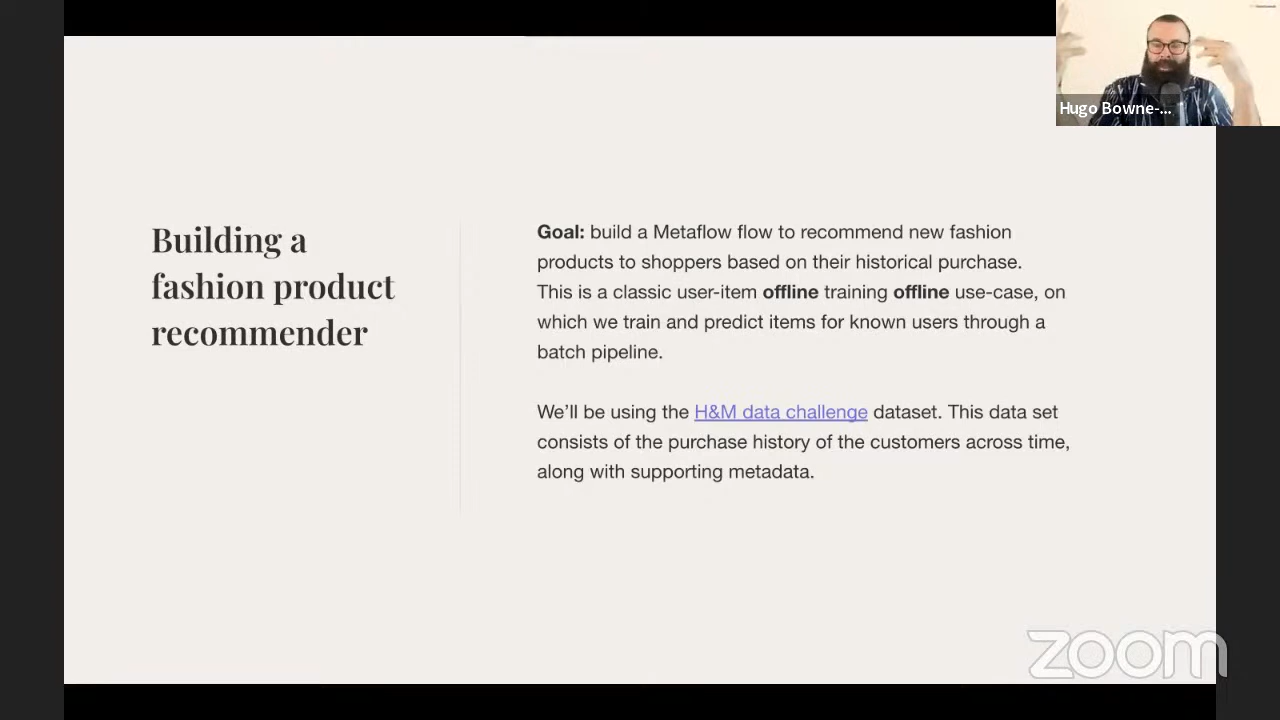 Hugo Bowne-...
Building a
fashion product
recommender
Goal: build a Metaflow flow to recommend new fashion
products to shoppers based on their historical purchase.
This is a classic user-item offline training offline use-case, on
which we train and predict items for known users through a
batch pipeline.
We'll be using the H&M data challenge dataset. This data set
consists of the purchase history of the customers across time,
along with supporting metadata.
zoom